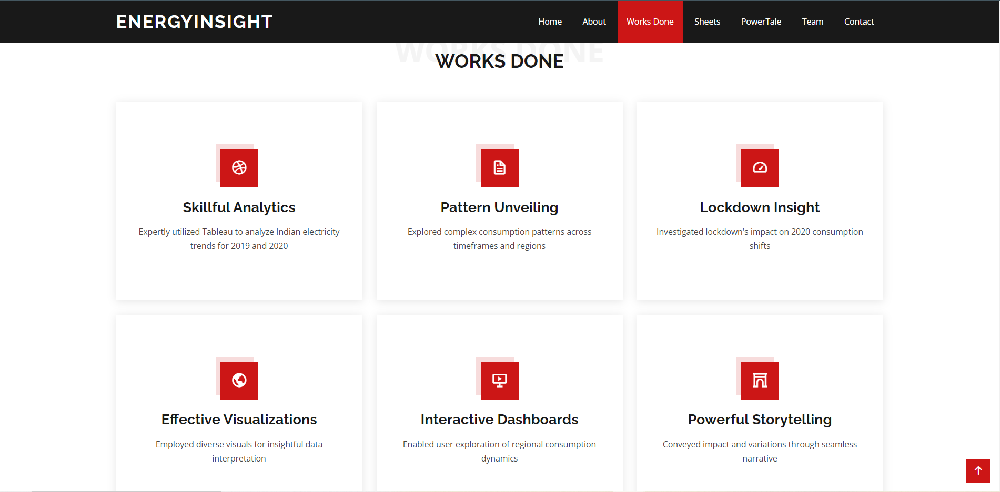 ENERGYINSIGHT
Home About Works Done Sheets PowerTale Team Contact
WORKS DONE
WORKS DONE
Skillful Analytics
Expertly utilized Tableau to analyze Indian electricity
trends for 2019 and 2020
Pattern Unveiling
Explored complex consumption patterns across
timeframes and regions
Lockdown Insight
Investigated lockdown's impact on 2020 consumption
shifts
Effective Visualizations
Employed diverse visuals for insightful data
interpretation
Interactive Dashboards
Enabled user exploration of regional consumption
dynamics
Powerful Storytelling
Conveyed impact and variations through seamless
narrative